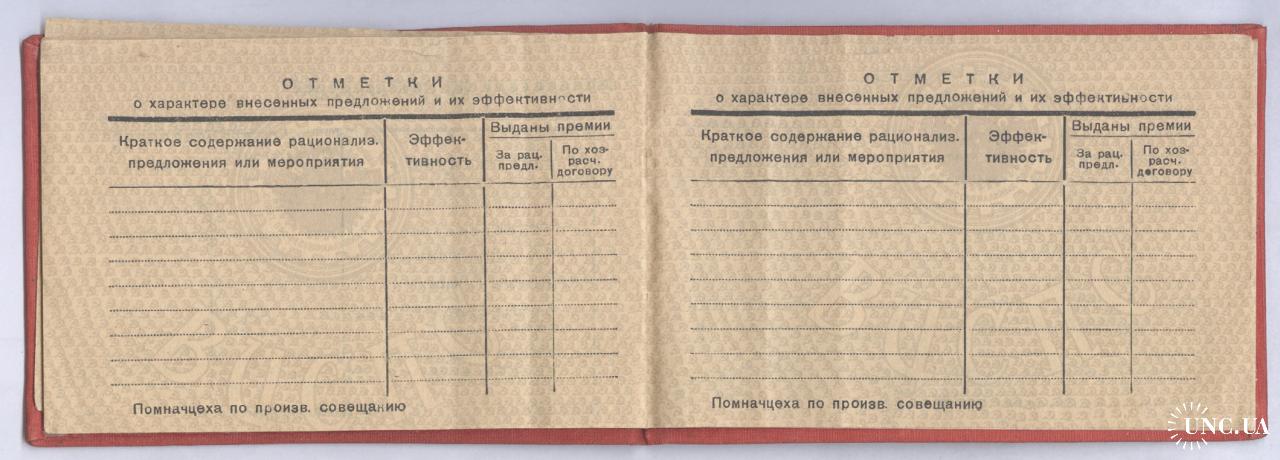 ОТМЕТКИ
о характере внесенных предложений и их эффективности
Краткое содержание рационализ.
предложения или мероприятия
Эффек-
тивность
Выданы премии
За рац.
предл.
По хоз-
расч.
договору
Помначцеха по произв. совещанию
ОТМЕТКИ
о характере внесенных предложений и их эффективности
Краткое содержание рационализ.
предложения или мероприятия
Эффек-
тивность
Выданы премии
За рац.
предл.
По хоз-
расч.
договору
Помначцеха по произв. совещанию
UNC.UA